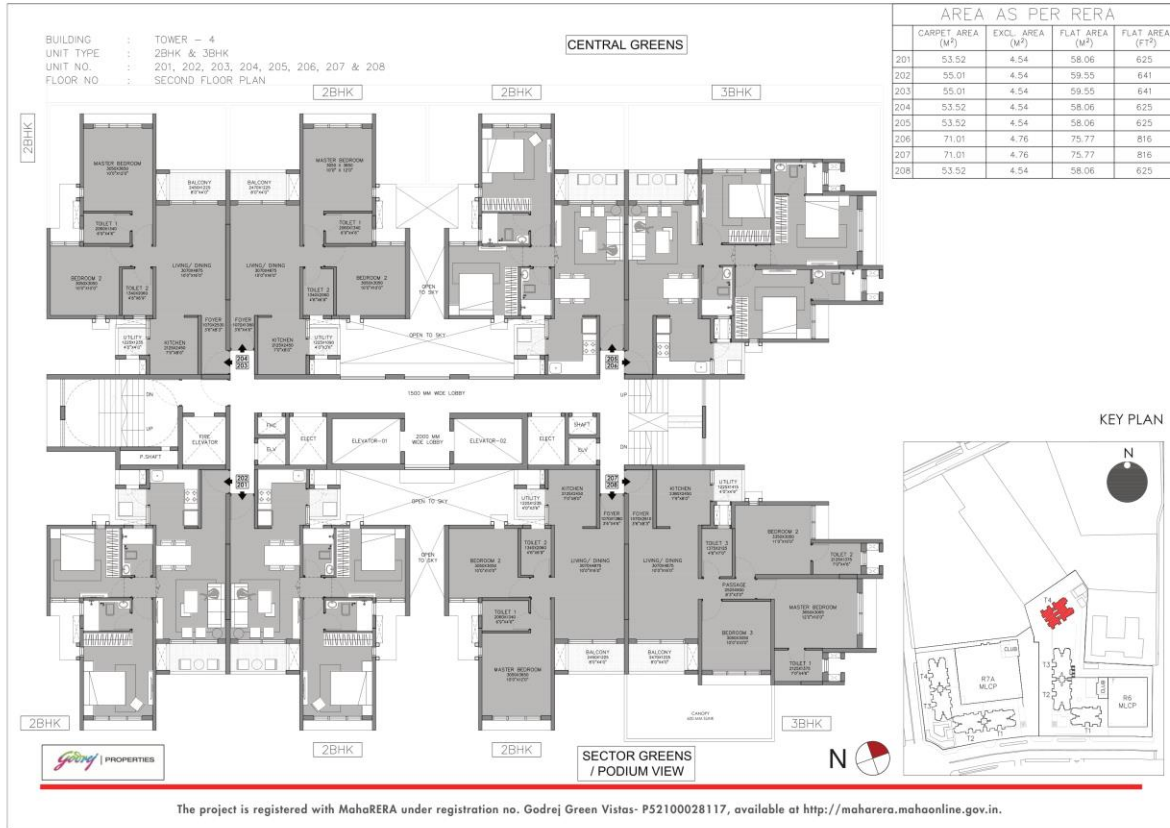 BUILDING : TOWER - 4
UNIT TYPE : 2BHK & 3BHK
UNIT NO. : 201, 202, 203, 204, 205, 206, 207 & 208
FLOOR NO : SECOND FLOOR PLAN
CENTRAL GREENS
AREA AS PER RERA
CARPET AREA (M²) EXCL. AREA (M²) FLAT AREA (M²) FLAT AREA (FT²)
201 53.52 4.54 58.06 625
202 55.01 4.54 59.55 641
203 55.01 4.54 59.55 641
204 53.52 4.54 58.06 625
205 53.52 4.54 58.06 625
206 71.01 4.76 75.77 816
207 71.01 4.76 75.77 816
208 53.52 4.54 58.06 625
2BHK
2BHK
2BHK
3BHK
MASTER BEDROOM
MASTER BEDROOM
BALCONY
BALCONY
TOILET 1
TOILET 1
BEDROOM 2
TOILET 2
LIVING/ DINING
LIVING/ DINING
TOILET 2
BEDROOM 2
OPEN TO SKY
UTILITY
KITCHEN
FOYER
FOYER
KITCHEN
UTILITY
OPEN TO SKY
204
203
205
206
1500 MM WIDE LOBBY
DN
UP
UP
DN
FIRE ELEVATOR
P.SHAFT
FHC
ELV
ELECT
ELEVATOR-01
2000 MM WIDE LOBBY
ELEVATOR-02
ELECT
SHAFT
ELV
202
201
207
208
OPEN TO SKY
OPEN TO SKY
UTILITY
KITCHEN
FOYER
FOYER
KITCHEN
UTILITY
BEDROOM 2
TOILET 2
LIVING/ DINING
LIVING/ DINING
TOILET 3
BEDROOM 2
TOILET 2
TOILET 1
PASSAGE
MASTER BEDROOM
MASTER BEDROOM
BEDROOM 3
BALCONY
BALCONY
TOILET 1
CANOPY
2BHK
2BHK
2BHK
3BHK
SECTOR GREENS
/ PODIUM VIEW
N
KEY PLAN
N
T4
CLUB
R7A
MLCP
T4
T3
T2
T1
T3
T2
T1
CLUB
R6
MLCP
Godrej | PROPERTIES
The project is registered with MahaRERA under registration no. Godrej Green Vistas- P52100028117, available at http://maharera.mahaonline.gov.in.